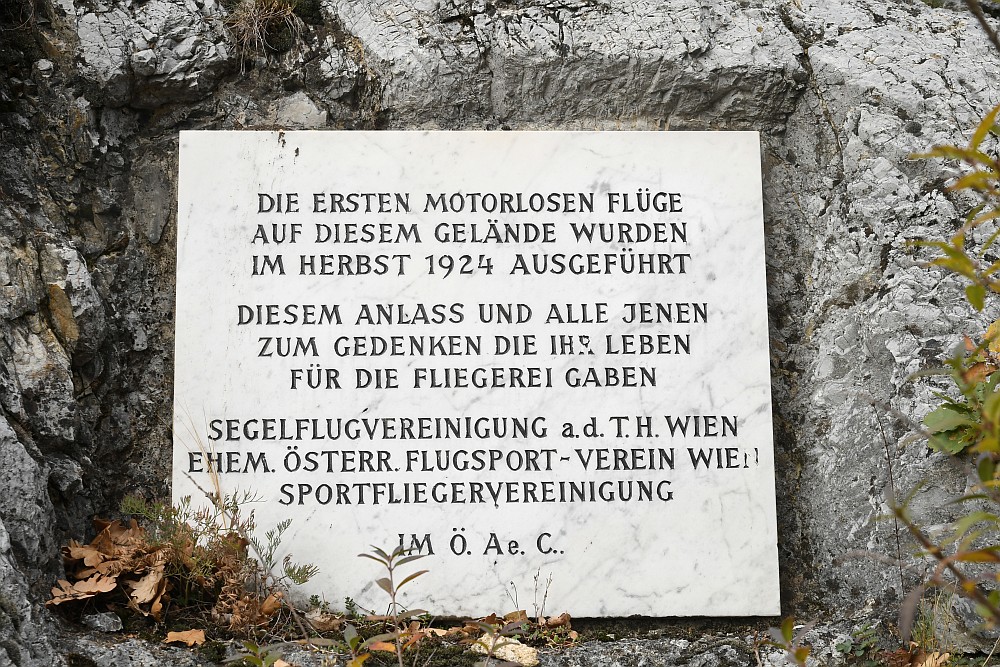 DIE ERSTEN MOTORLOSEN FLÜGE
AUF DIESEM GELÄNDE WURDEN
IM HERBST 1924 AUSGEFÜHRT
DIESEM ANLASS UND ALLE JENEN
ZUM GEDENKEN DIE IHR LEBEN
FÜR DIE FLIEGEREI GABEN
SEGELFLUGVEREINIGUNG a.d. T.H. WIEN
EHEM. ÖSTERR. FLUGSPORT-VEREIN WIEN
SPORTFLIEGERVEREINIGUNG
IM Ö. Ae. C..